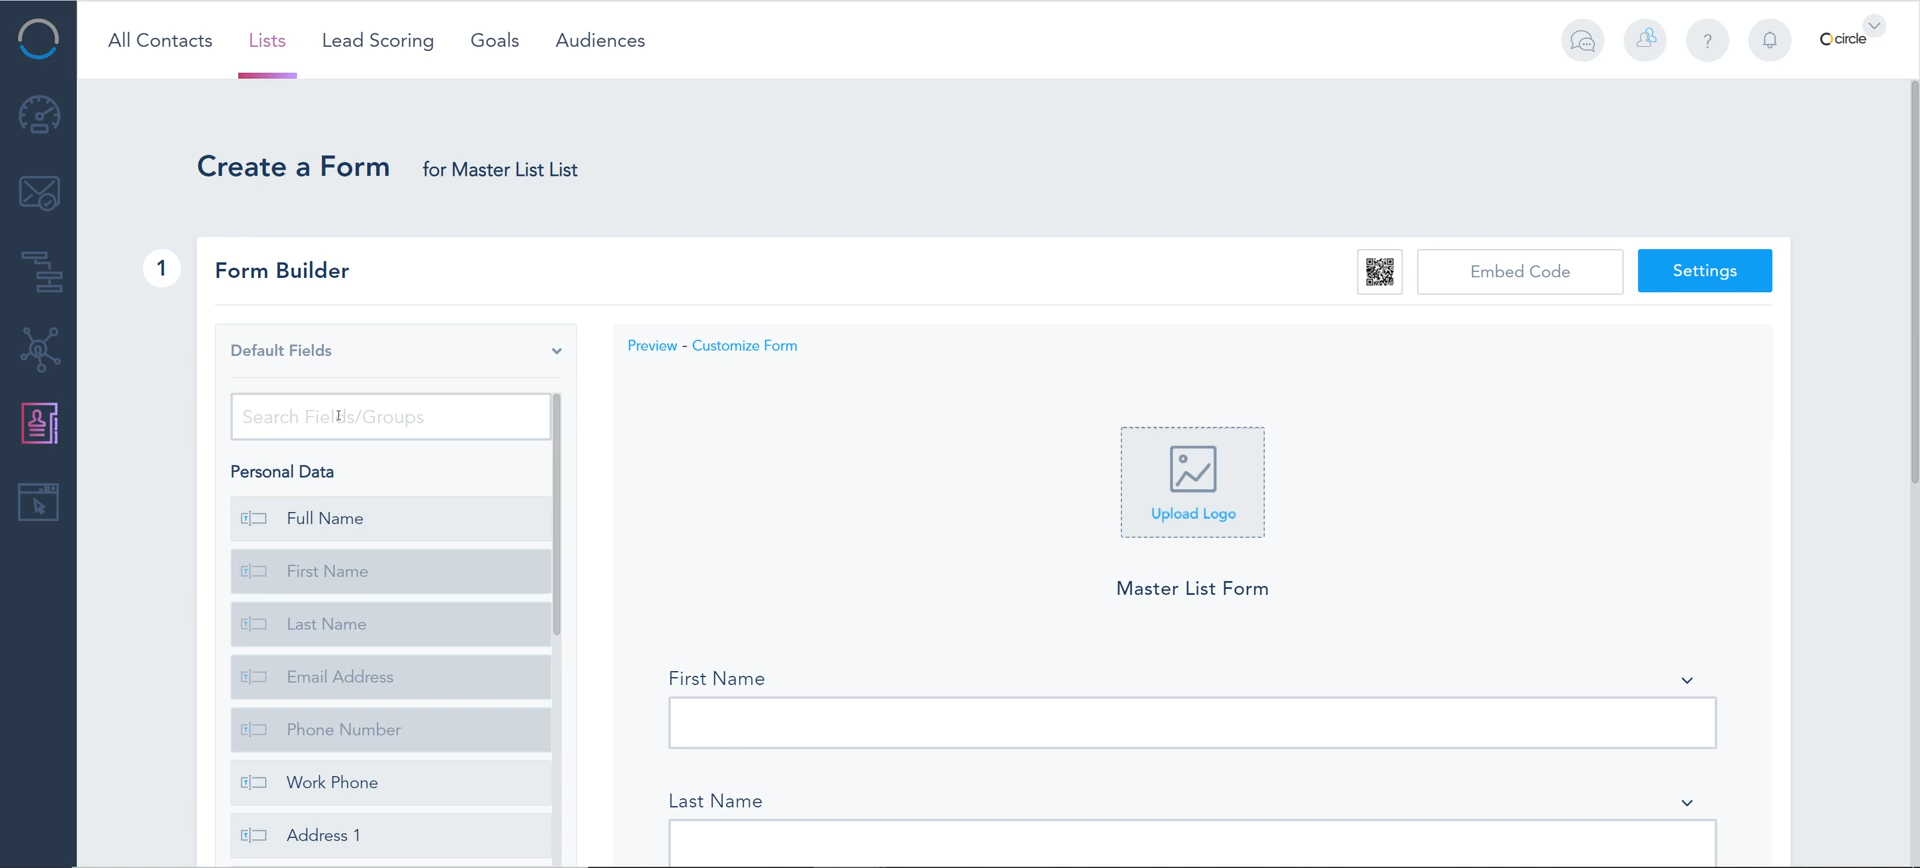 All Contacts
Lists
Lead Scoring
Goals
Audiences
?
circle
Create a Form
for Master List List
1
Form Builder
Embed Code
Settings
Default Fields
Preview - Customize Form
Search Fields/Groups
Upload Logo
Personal Data
Full Name
First Name
Last Name
Email Address
Phone Number
Work Phone
Address 1
Master List Form
First Name
Last Name